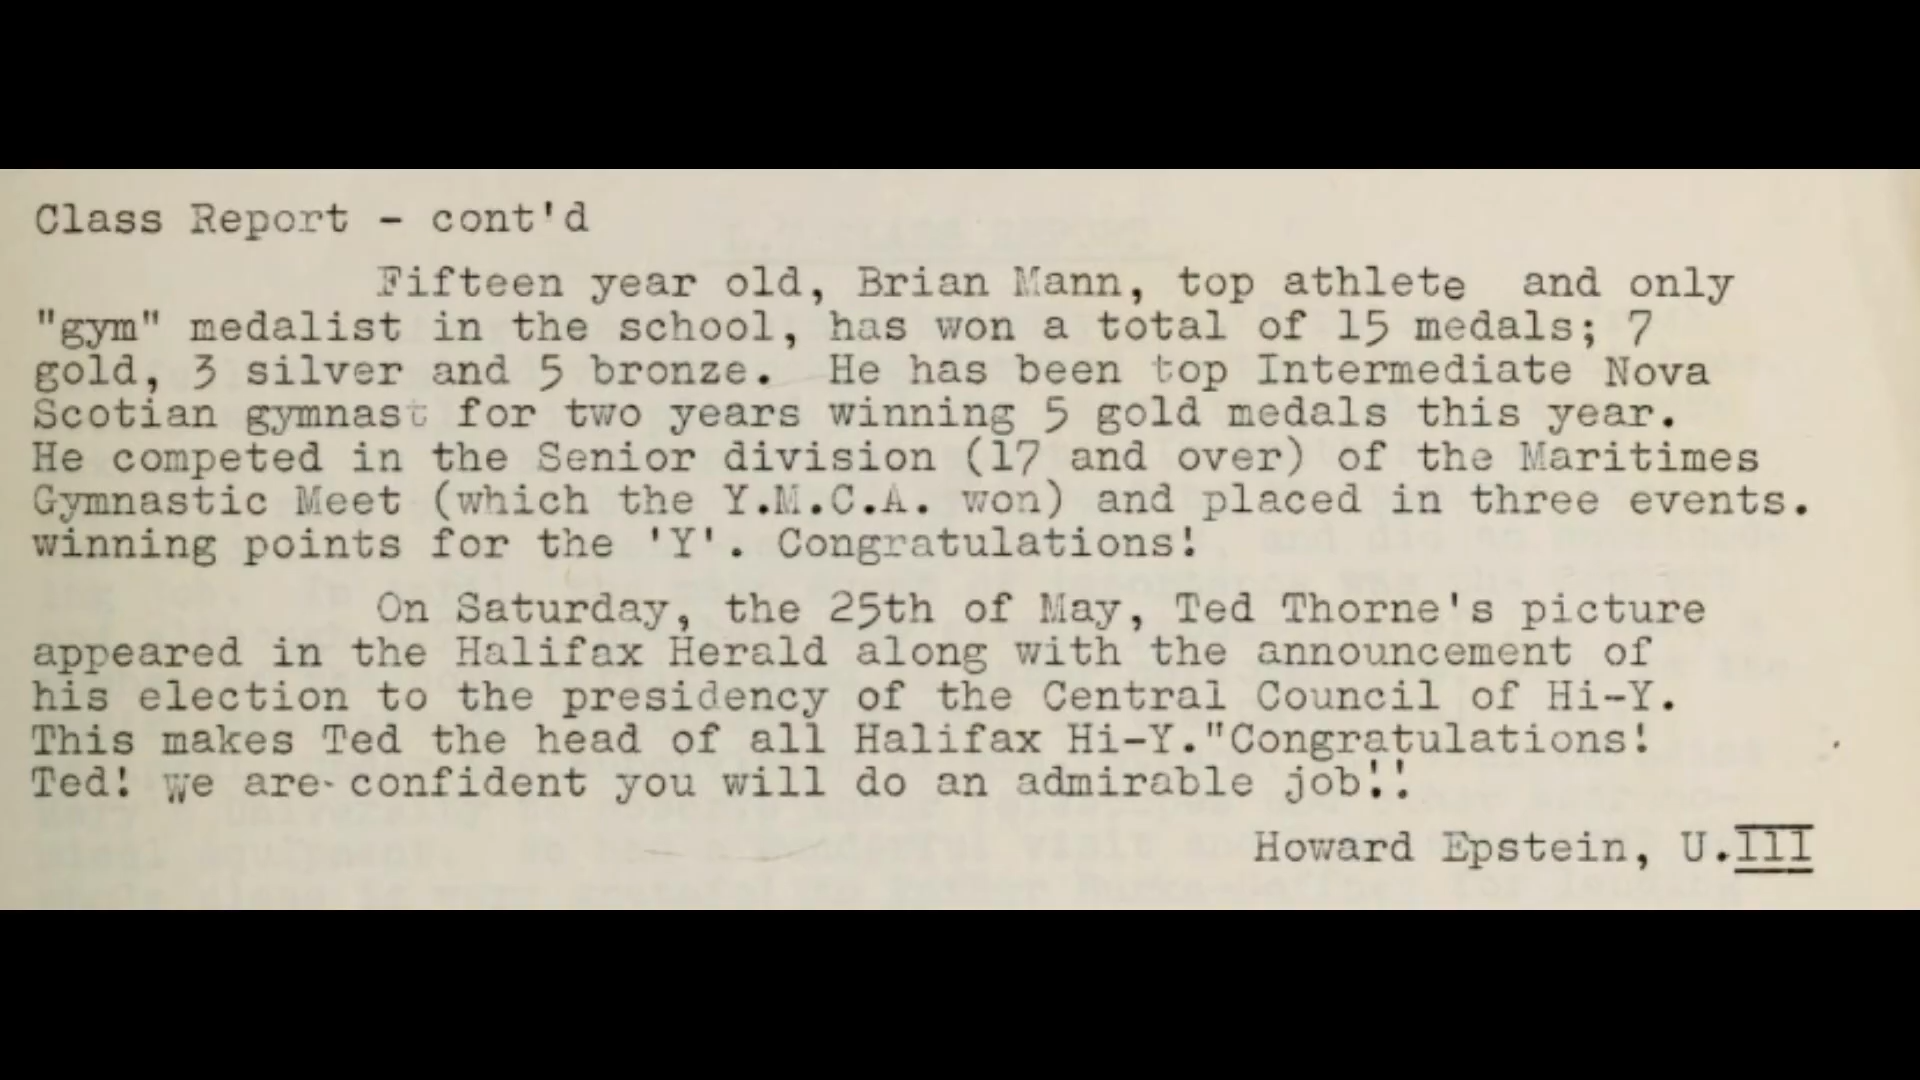 Class Report - cont'd
Fifteen year old, Brian Mann, top athlete and only
"gym" medalist in the school, has won a total of 15 medals; 7
gold, 3 silver and 5 bronze. He has been top Intermediate Nova
Scotian gymnast for two years winning 5 gold medals this year.
He competed in the Senior division (17 and over) of the Maritimes
Gymnastic Meet (which the Y.M.C.A. won) and placed in three events.
winning points for the 'Y'. Congratulations!
On Saturday, the 25th of May, Ted Thorne's picture
appeared in the Halifax Herald along with the announcement of
his election to the presidency of the Central Council of Hi-Y.
This makes Ted the head of all Halifax Hi-Y."Congratulations!
Ted! we are confident you will do an admirable job!!
Howard Epstein, U.III